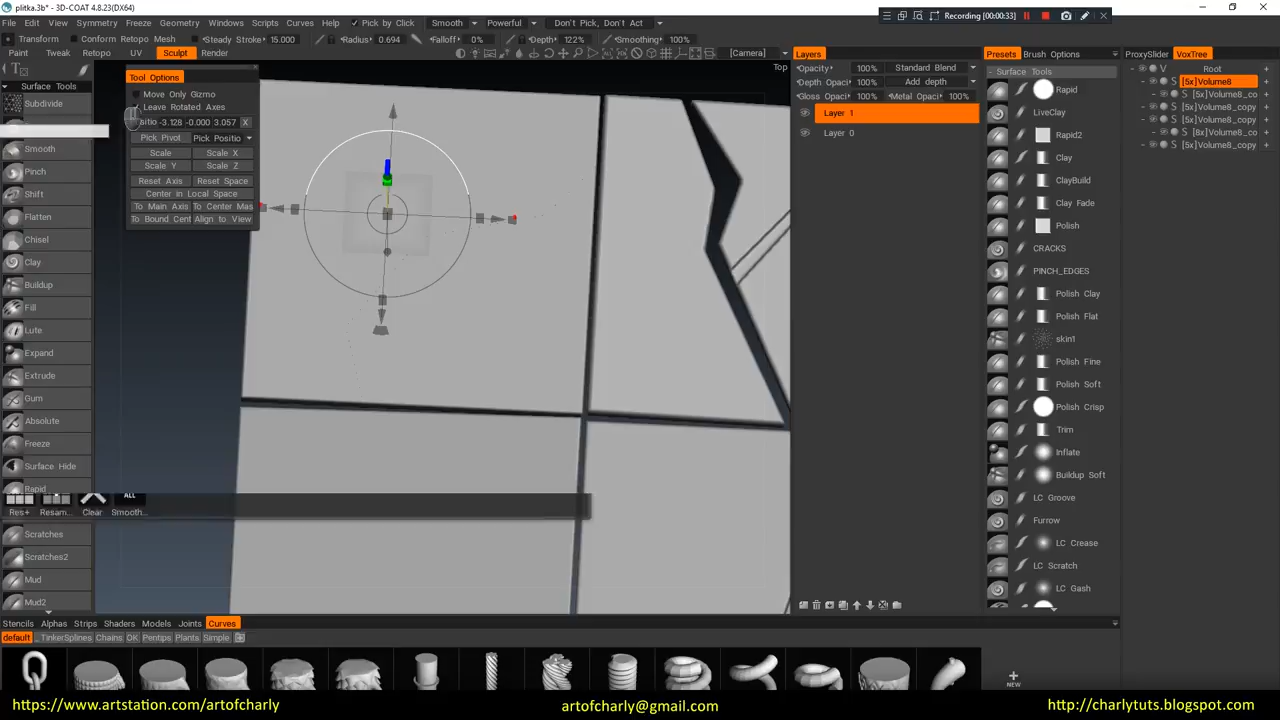 plitka.3b* - 3D-COAT 4.8.23(DX64)
Recording [00:00:33]
File Edit View Symmetry Freeze Geometry Windows Scripts Curves Help Pick by Click Smooth Powerful Don't Pick, Don't Act
Transform Conform Retopo Mesh Steady Stroke 15.000 Radius 0.694 Falloff 0% Depth 122% Smoothing 100%
Paint Tweak Retopo UV Sculpt Render [Camera]
Layers
Presets Brush Options
ProxySlider VoxTree
Top
Surface Tools
Subdivide
Smooth
Pinch
Shift
Flatten
Chisel
Clay
Buildup
Fill
Lute
Expand
Extrude
Gum
Absolute
Freeze
Surface Hide
Rapid
Res+ Resam.. Clear Smooth..
ALL
Scratches
Scratches2
Mud
Mud2
Tool Options
Move Only Gizmo
Leave Rotated Axes
-3.128 -0.000 3.057 X
Pick Pivot Pick Positio
Scale Scale X
Scale Y Scale Z
Reset Axis Reset Space
Center in Local Space
To Main Axis To Center Mas
To Bound Cent Align to View
Opacity 100% Standard Blend
Depth Opaci 100% Add depth
Gloss Opaci 100% Metal Opaci 100%
Layer 1
Layer 0
Surface Tools
Rapid
LiveClay
Rapid2
Clay
ClayBuild
Clay Fade
Polish
CRACKS
PINCH_EDGES
Polish Clay
Polish Flat
skin1
Polish Fine
Polish Soft
Polish Crisp
Trim
Inflate
Buildup Soft
LC Groove
Furrow
LC Crease
LC Scratch
LC Gash
V Root
S [5x]Volume8
S [5x]Volume8_co
S [5x]Volume8_copy
S [8x]Volume8_co
S [5x]Volume8_copy
Stencils Alphas Strips Shaders Models Joints Curves
default _TinkerSplines Chains OK Pentips Plants Simple
NEW
https://www.artstation.com/artofcharly
artofcharly@gmail.com
http://charlytuts.blogspot.com